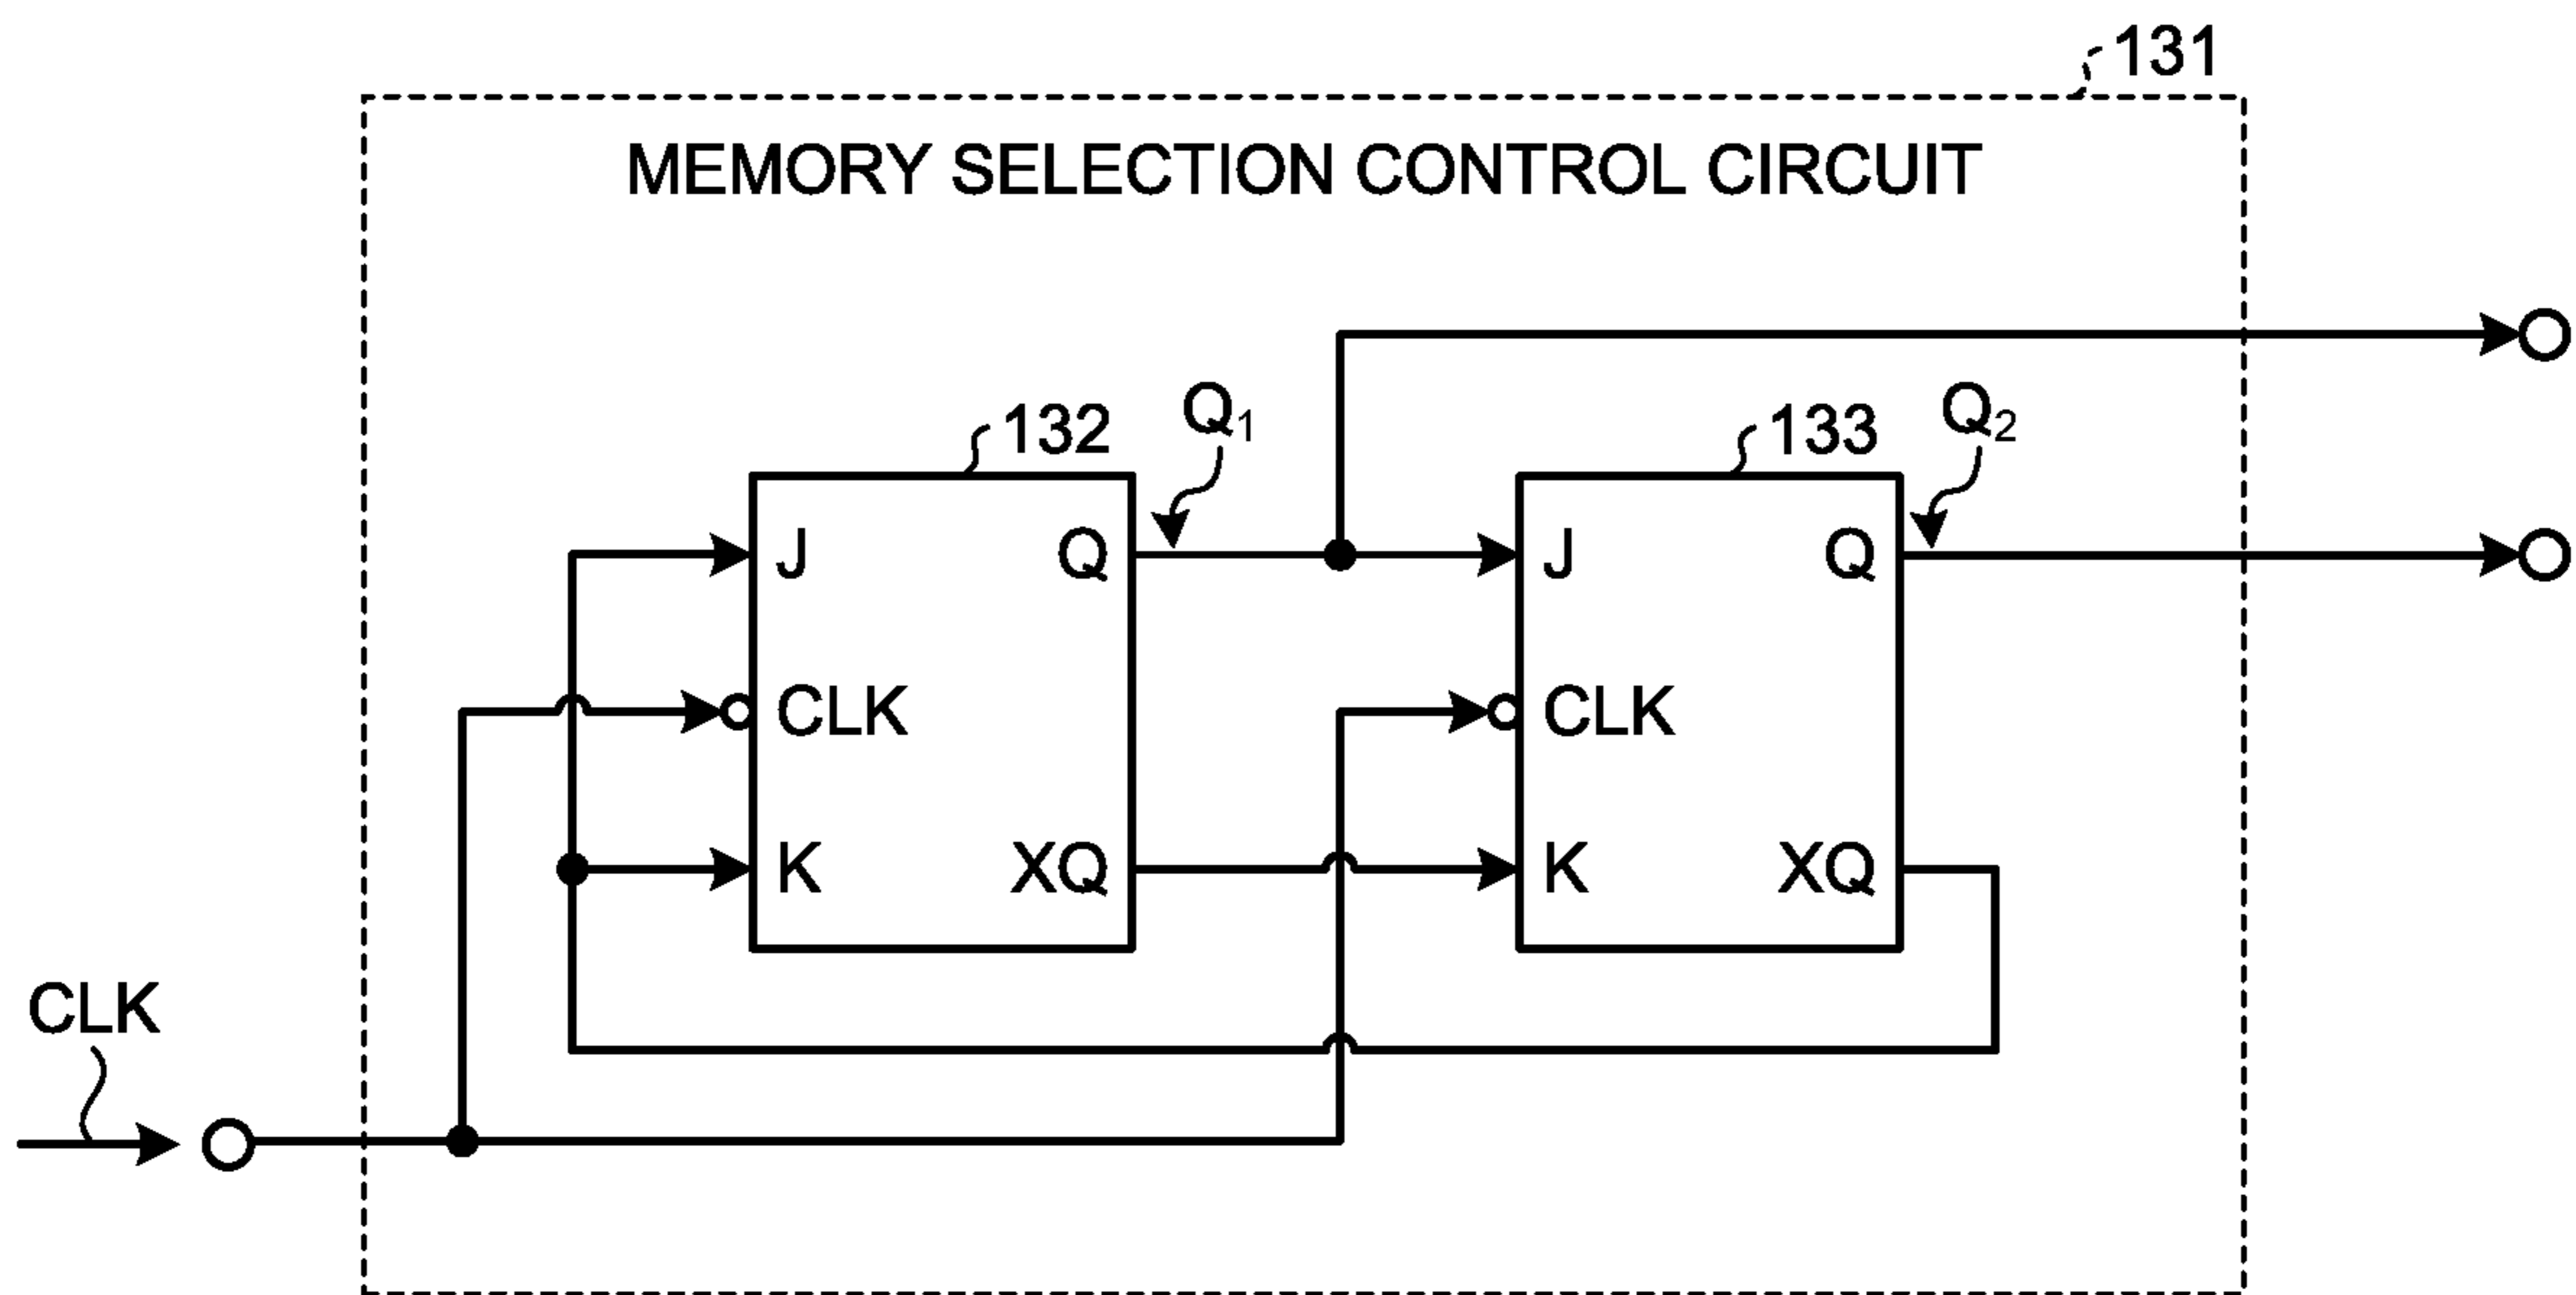 131
MEMORY SELECTION CONTROL CIRCUIT
132
Q₁
133
Q₂
J
Q
J
Q
CLK
CLK
K
XQ
K
XQ
CLK